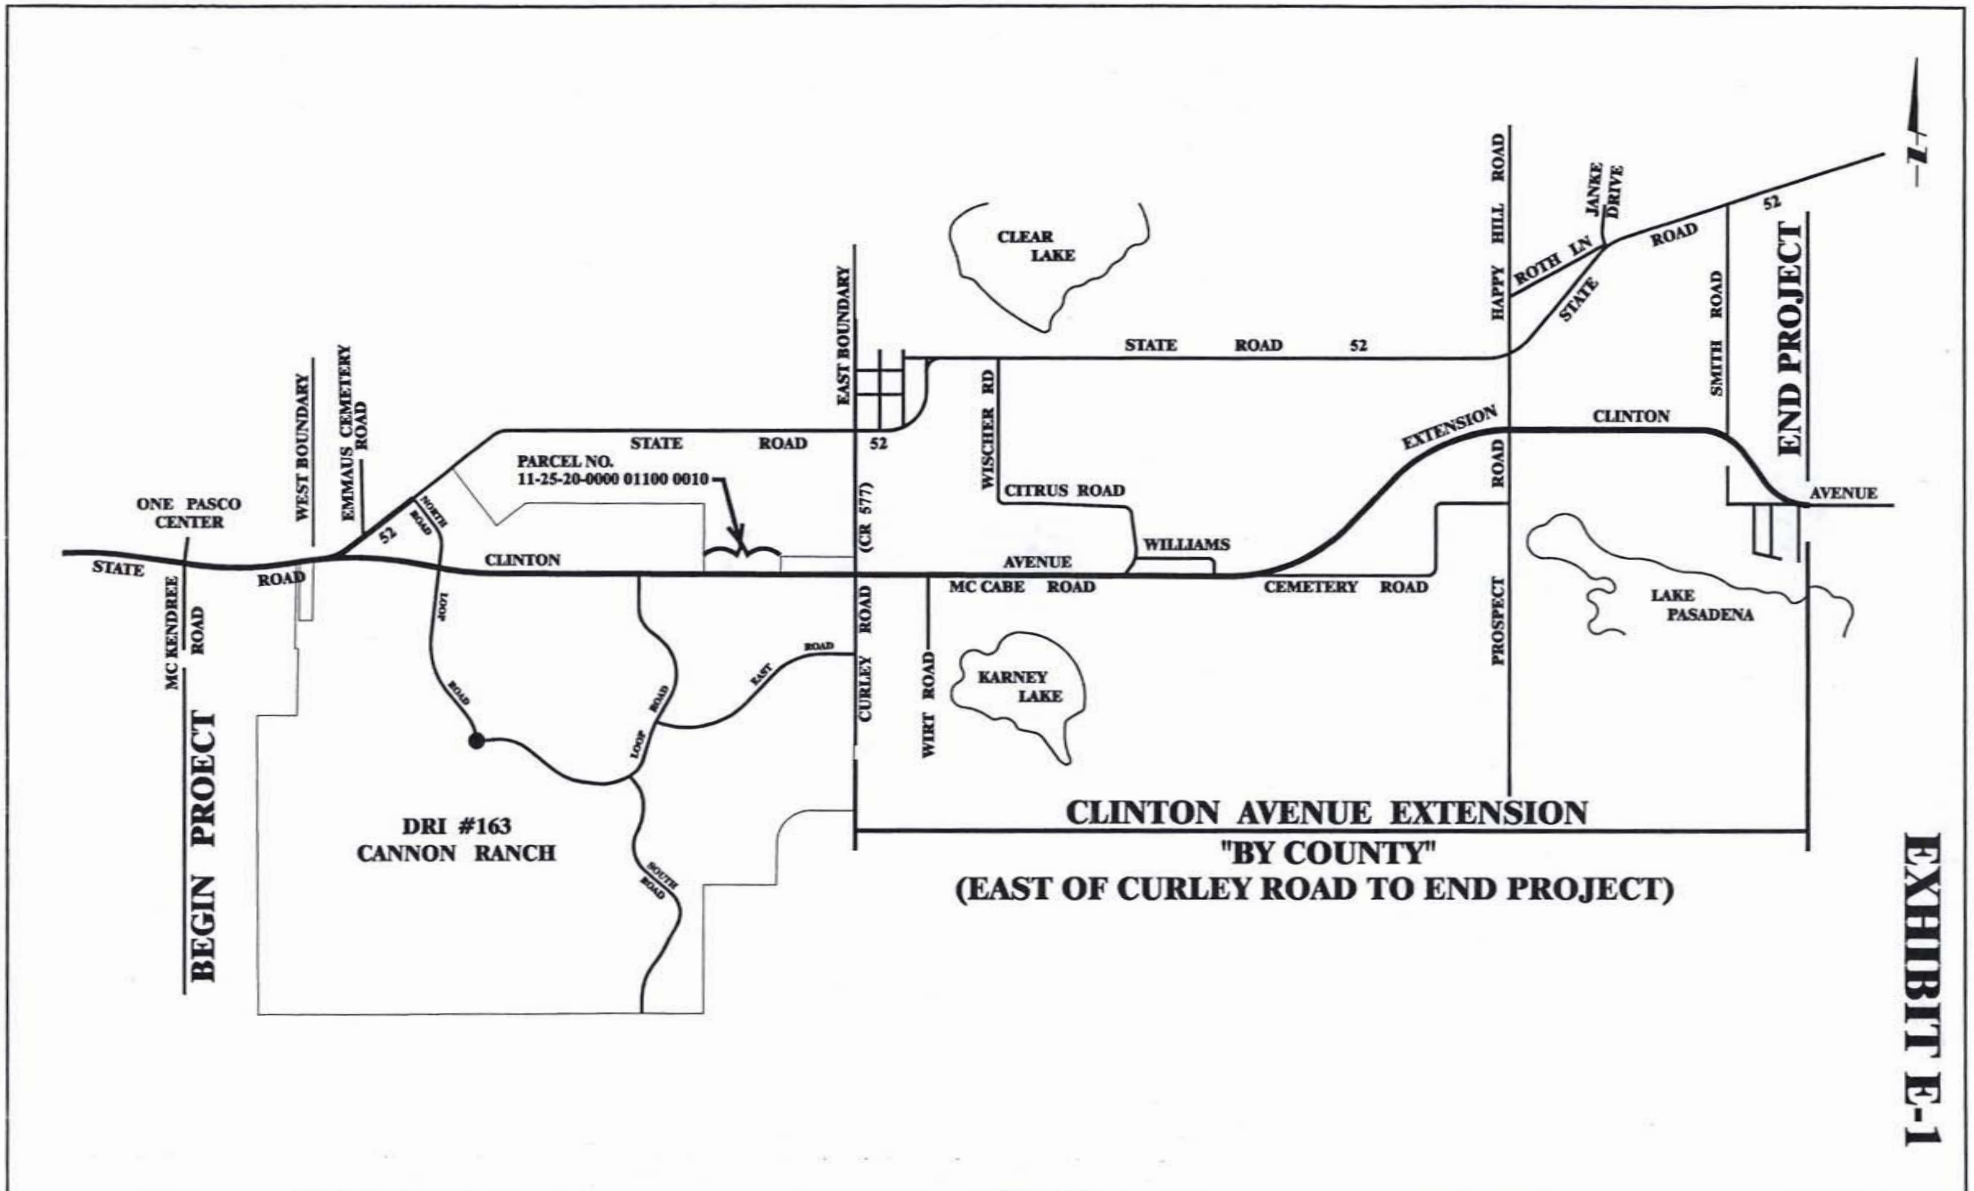 CLEAR
LAKE
HAPPY HILL ROAD
JANKE
DRIVE
ROTH LN
STATE
ROAD
52
SMITH ROAD
END PROJECT
EAST BOUNDARY
STATE ROAD 52
WEST BOUNDARY
EMMAUS CEMETERY
ROAD
52
STATE ROAD 52
PARCEL NO.
11-25-20-0000 01100 0010
NORTH
ROAD
(CR 577)
WISCHER RD
CITRUS ROAD
WILLIAMS
EXTENSION
CLINTON
AVENUE
ONE PASCO
CENTER
STATE
ROAD
CLINTON
AVENUE
MC CABE ROAD
CEMETERY ROAD
MC KENDREE
ROAD
LOOP
ROAD
LOOP
ROAD
EAST
ROAD
CURLEY ROAD
WIRT ROAD
KARNEY
LAKE
PROSPECT
ROAD
LAKE
PASADENA
BEGIN PROECT
DRI #163
CANNON RANCH
SOUTH
ROAD
CLINTON AVENUE EXTENSION
"BY COUNTY"
(EAST OF CURLEY ROAD TO END PROJECT)
EXHIBIT E-1
n